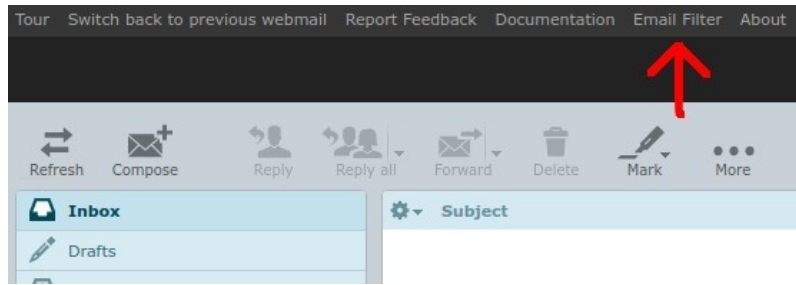 Tour Switch back to previous webmail Report Feedback Documentation Email Filter About
Refresh Compose Reply Reply all Forward Delete Mark More
Inbox Subject
Drafts